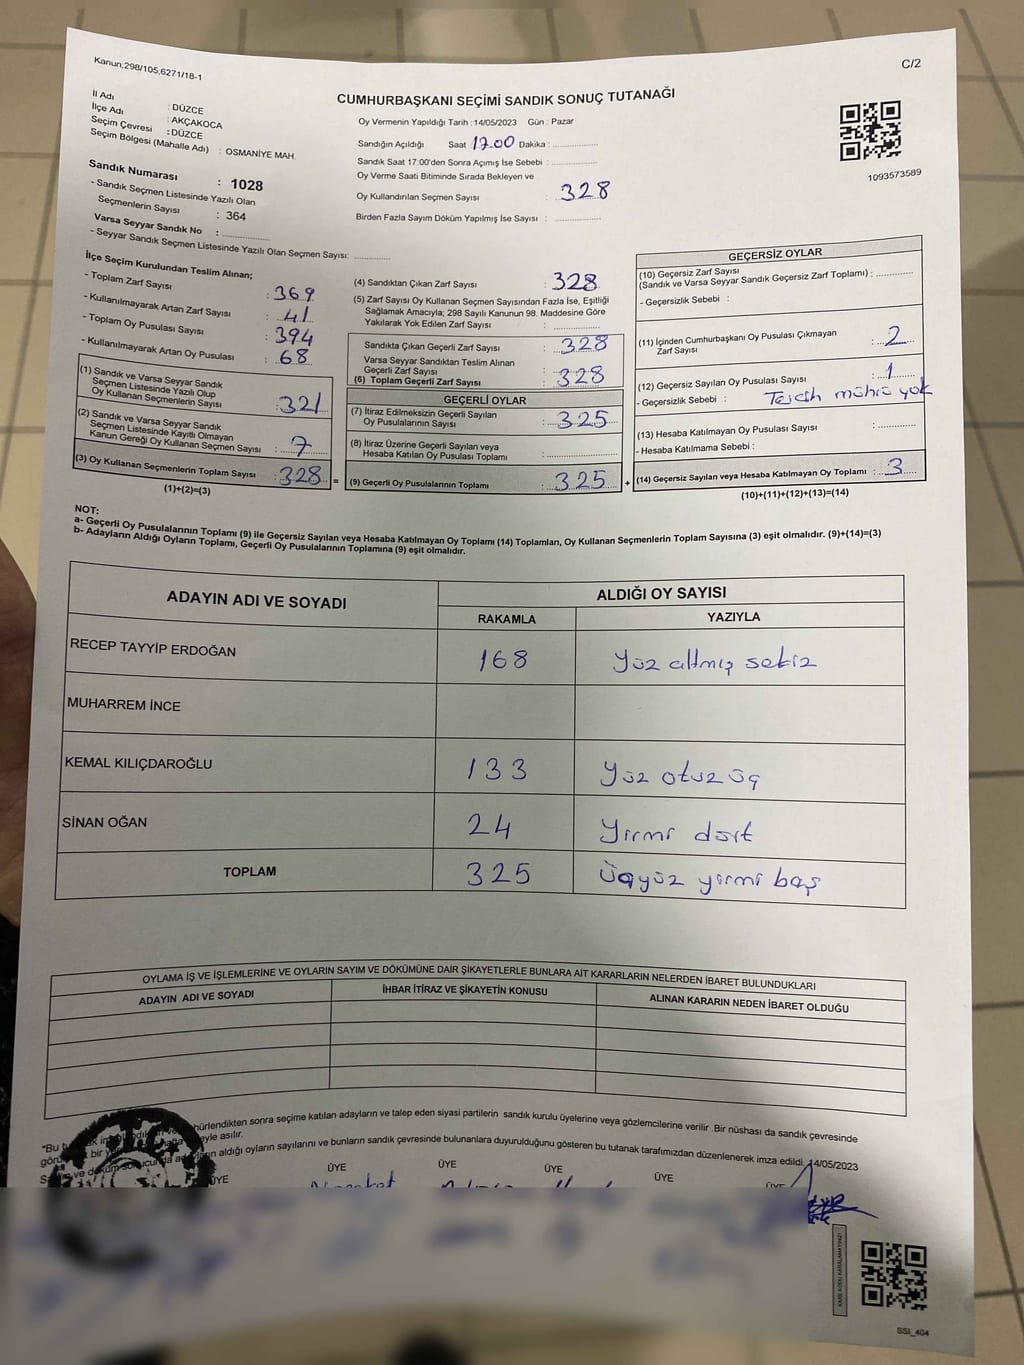 Kanun;298/105,6271/18-1
C/2
CUMHURBAŞKANI SEÇİMİ SANDIK SONUÇ TUTANAĞI
İl Adı : DÜZCE
İlçe Adı : AKÇAKOCA
Seçim Çevresi : DÜZCE
Seçim Bölgesi (Mahalle Adı) : OSMANİYE MAH.
Sandık Numarası : 1028
- Sandık Seçmen Listesinde Yazılı Olan
Seçmenlerin Sayısı : 364
Varsa Seyyar Sandık No : ...............
- Seyyar Sandık Seçmen Listesinde Yazılı Olan Seçmen Sayısı: ............
Oy Vermenin Yapıldığı Tarih : 14/05/2023 Gün : Pazar
Sandığın Açıldığı Saat 17.00 Dakika : ...............
Sandık Saat 17:00'den Sonra Açımış İse Sebebi : ...............
Oy Verme Saati Bitiminde Sırada Bekleyen ve
Oy Kullandırılan Seçmen Sayısı : 328
Birden Fazla Sayım Döküm Yapılmış İse Sayısı : ...............
1093573589
İlçe Seçim Kurulundan Teslim Alınan;
- Toplam Zarf Sayısı : 369
- Kullanılmayarak Artan Zarf Sayısı : 41
- Toplam Oy Pusulası Sayısı : 394
- Kullanılmayarak Artan Oy Pusulası : 68
(1) Sandık ve Varsa Seyyar Sandık
Seçmen Listesinde Yazılı Olup
Oy Kullanan Seçmenlerin Sayısı : 321
(2) Sandık ve Varsa Seyyar Sandık
Seçmen Listesinde Kayıtlı Olmayan
Kanun Gereği Oy Kullanan Seçmen Sayısı : 7
(3) Oy Kullanan Seçmenlerin Toplam Sayısı : 328 =
(1)+(2)=(3)
(4) Sandıktan Çıkan Zarf Sayısı : 328
(5) Zarf Sayısı Oy Kullanan Seçmen Sayısından Fazla İse, Eşitliği
Sağlamak Amacıyla; 298 Sayılı Kanunun 98. Maddesine Göre
Yakılarak Yok Edilen Zarf Sayısı : ...............
Sandıkta Çıkan Geçerli Zarf Sayısı : 328
Varsa Seyyar Sandıktan Teslim Alınan
Geçerli Zarf Sayısı
(6) Toplam Geçerli Zarf Sayısı : 328
GEÇERLİ OYLAR
(7) İtiraz Edilmeksizin Geçerli Sayılan
Oy Pusulalarının Sayısı : 325
(8) İtiraz Üzerine Geçerli Sayılan veya
Hesaba Katılan Oy Pusulası Toplamı : ...............
(9) Geçerli Oy Pusulalarının Toplamı : 325 +
GEÇERSİZ OYLAR
(10) Geçersiz Zarf Sayısı
(Sandık ve Varsa Seyyar Sandık Geçersiz Zarf Toplamı) : ............
- Geçersizlik Sebebi :
(11) İçinden Cumhurbaşkanı Oy Pusulası Çıkmayan
Zarf Sayısı : 2
(12) Geçersiz Sayılan Oy Pusulası Sayısı : 1
- Geçersizlik Sebebi : Tercih mührü yok
(13) Hesaba Katılmayan Oy Pusulası Sayısı : ............
- Hesaba Katılmama Sebebi :
(14) Geçersiz Sayılan veya Hesaba Katılmayan Oy Toplamı : 3
(10)+(11)+(12)+(13)=(14)
NOT:
a- Geçerli Oy Pusulalarının Toplamı (9) ile Geçersiz Sayılan veya Hesaba Katılmayan Oy Toplamı (14) Toplamları, Oy Kullanan Seçmenlerin Toplam Sayısına (3) eşit olmalıdır. (9)+(14)=(3)
b- Adayların Aldığı Oyların Toplamı, Geçerli Oy Pusulalarının Toplamına (9) eşit olmalıdır.
ADAYIN ADI VE SOYADI ALDIĞI OY SAYISI
RAKAMLA YAZIYLA
RECEP TAYYİP ERDOĞAN 168 Yüz altmış sekiz
MUHARREM İNCE
KEMAL KILIÇDAROĞLU 133 Yüz otuz üç
SİNAN OĞAN 24 Yirmi dört
TOPLAM 325 Üçyüz yirmi beş
OYLAMA İŞ VE İŞLEMLERİNE VE OYLARIN SAYIM VE DÖKÜMÜNE DAİR ŞİKAYETLERLE BUNLARA AİT KARARLARIN NELERDEN İBARET BULUNDUKLARI
ADAYIN ADI VE SOYADI İHBAR İTİRAZ VE ŞİKAYETİN KONUSU ALINAN KARARIN NEDEN İBARET OLDUĞU
"Bu hürlendikten sonra seçime katılan adayların ve talep eden siyasi partilerin sandık kurulu üyelerine veya gözlemcilerine verilir .Bir nüshası da sandık çevresinde
bir eyle asılır.
aldığı oyların sayılarını ve bunların sandık çevresinde bulunanlara duyurulduğunu gösteren bu tutanak tarafımızdan düzenlenerek imza edildi. 14/05/2023
ÜYE ÜYE ÜYE ÜYE ÜYE ÜYE
SSI_404